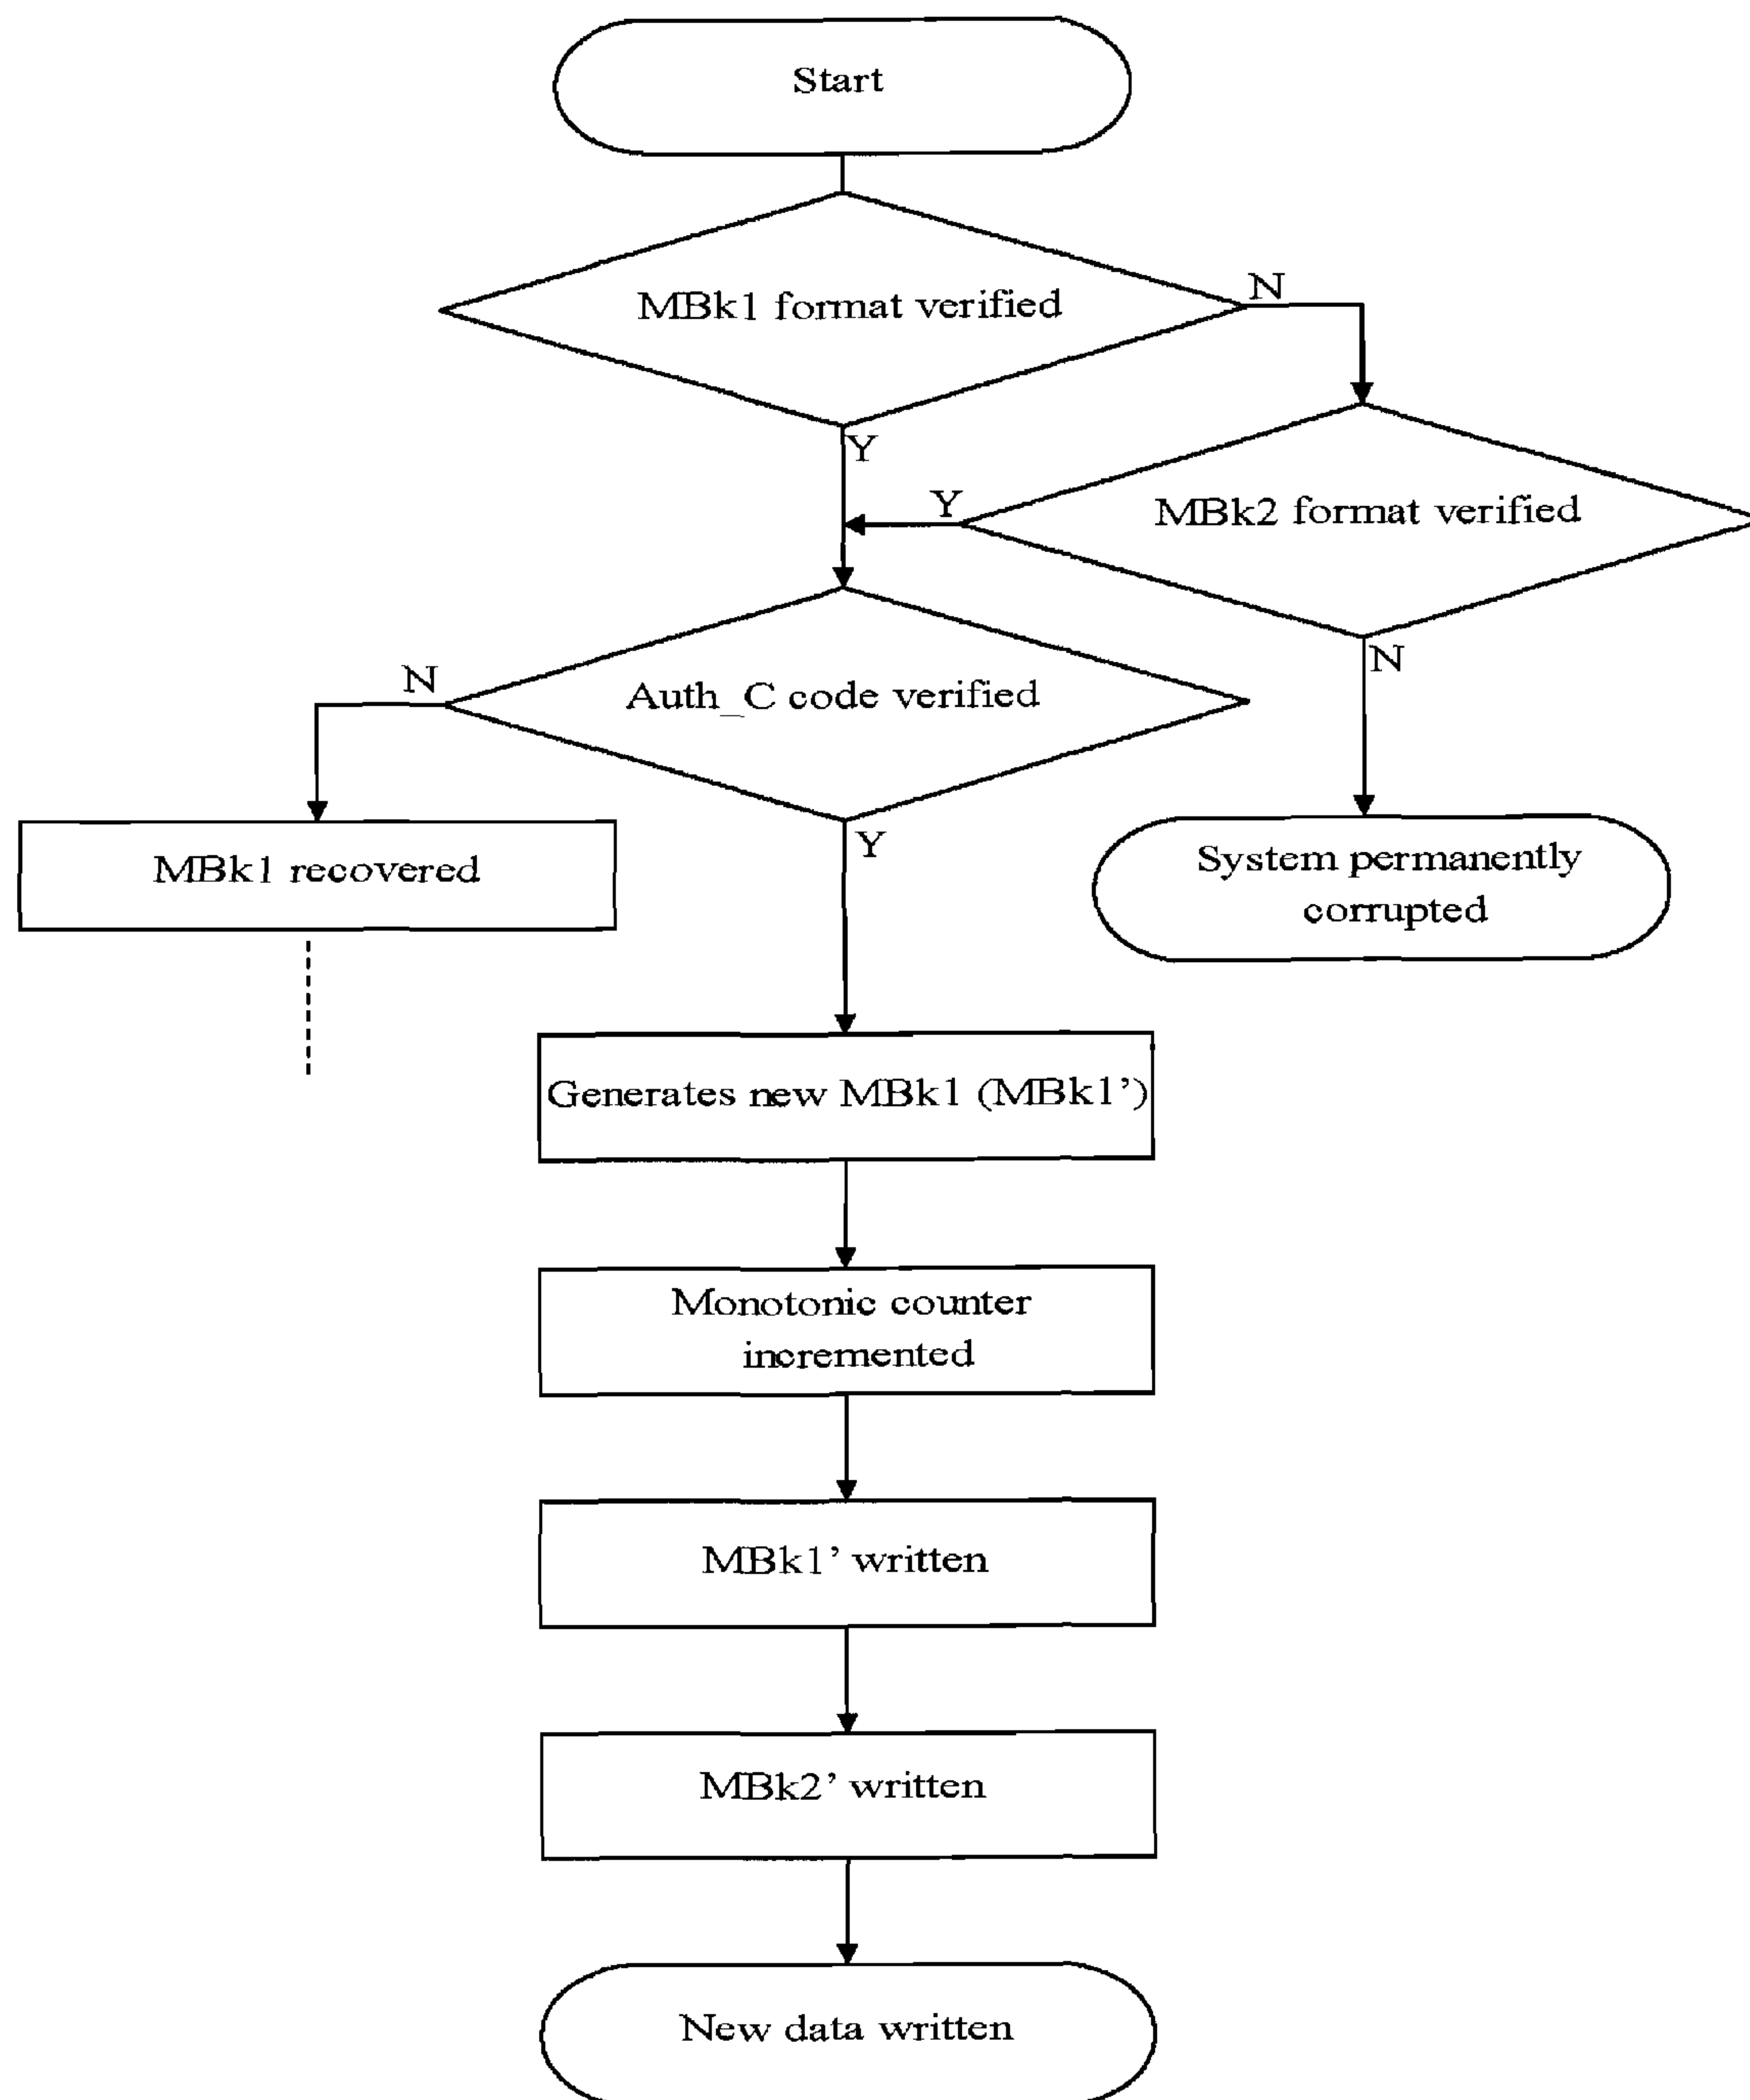 Start
MBk1 format verified
N
Y
Y
MBk2 format verified
N
Auth_C code verified
N
Y
MBk1 recovered
System permanently
corrupted
Generates new MBk1 (MBk1’)
Monotonic counter
incremented
MBk1’ written
MBk2’ written
New data written